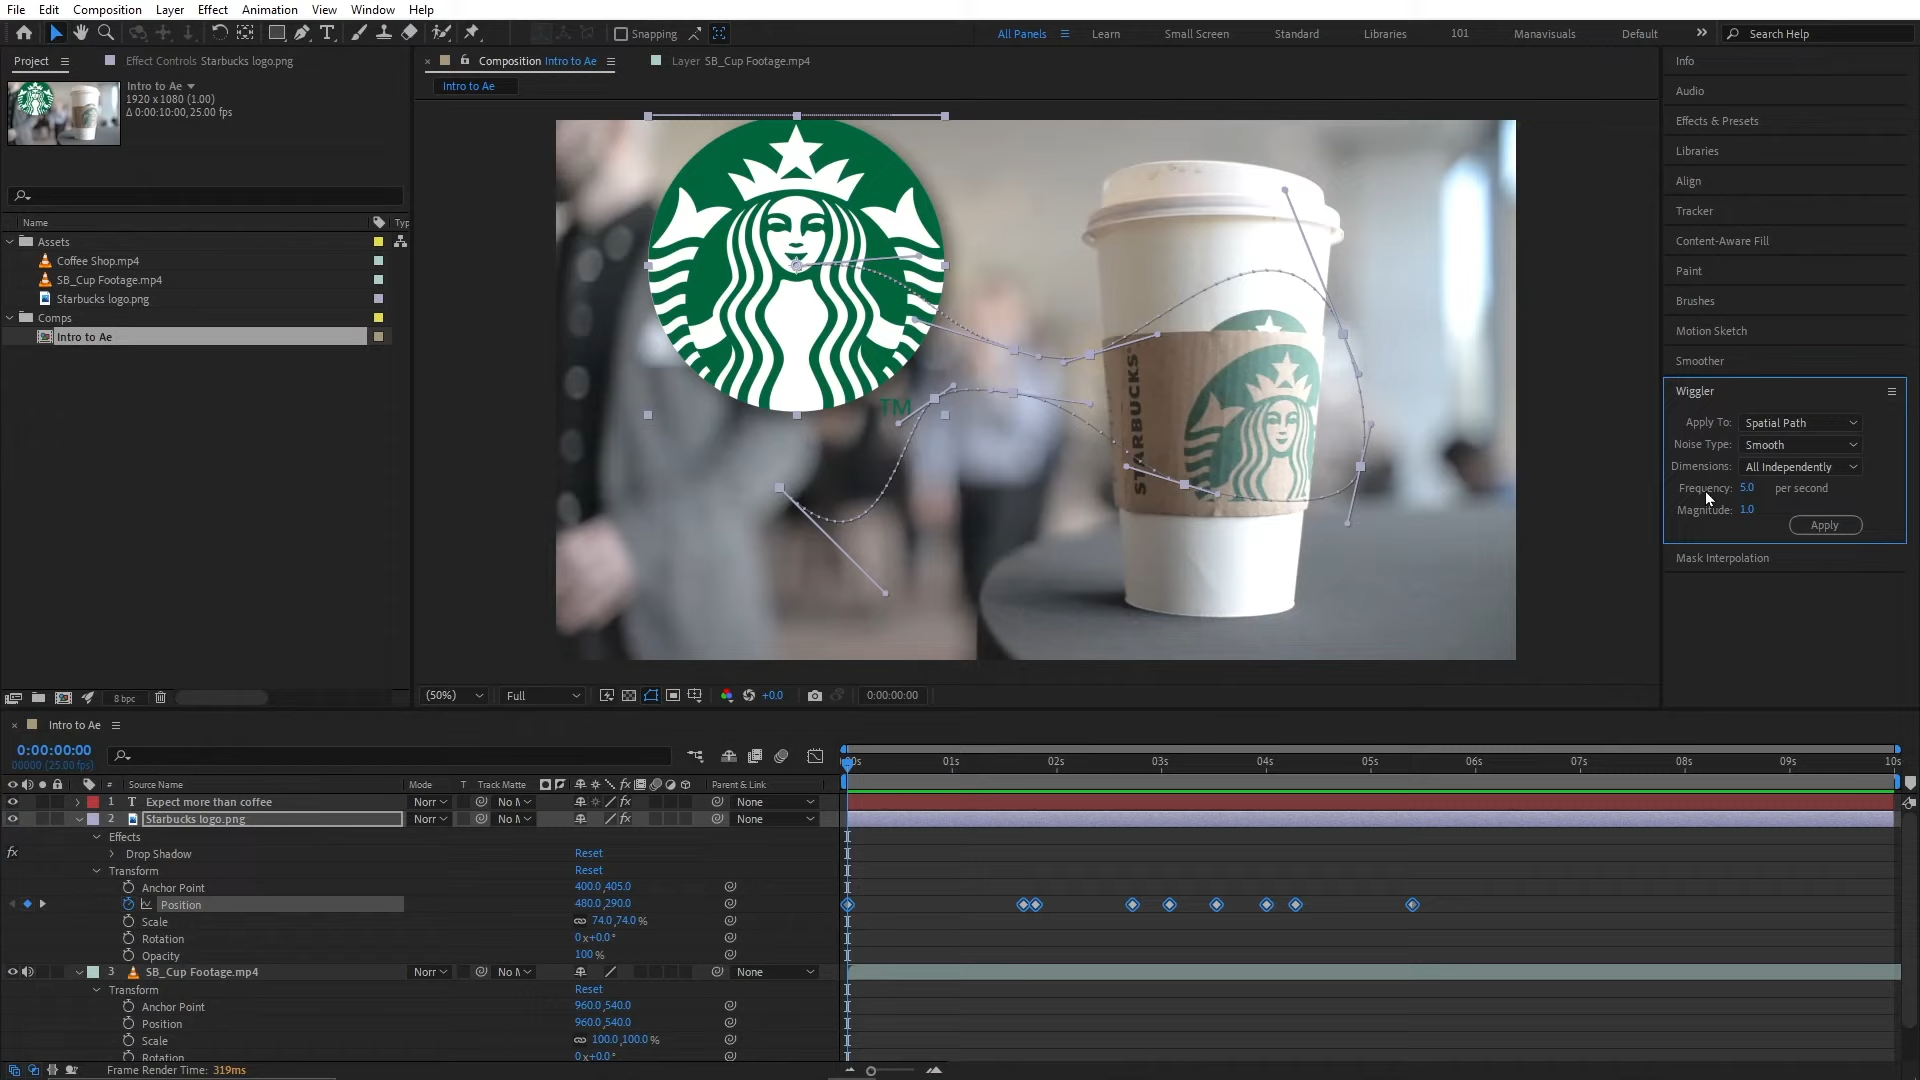 File Edit Composition Layer Effect Animation View Window Help
Snapping All Panels Learn Small Screen Standard Libraries 101 Manavisuals Default Search Help
Project Effect Controls Starbucks logo.png
Composition Intro to Ae Layer SB_Cup Footage.mp4
Intro to Ae
Intro to Ae
1920 x 1080 (1.00)
Δ 0:00:10:00, 25.00 fps
Name Typ
Assets
Coffee Shop.mp4
SB_Cup Footage.mp4
Starbucks logo.png
Comps
Intro to Ae
8 bpc
TM
STARBUCKS
(50%) Full +0.0 0:00:00:00
Info
Audio
Effects & Presets
Libraries
Align
Tracker
Content-Aware Fill
Paint
Brushes
Motion Sketch
Smoother
Wiggler
Apply To: Spatial Path
Noise Type: Smooth
Dimensions: All Independently
Frequency: 5.0 per second
Magnitude: 1.0
Apply
Mask Interpolation
Intro to Ae
0:00:00:00
00000 (25.00 fps)
:00s 01s 02s 03s 04s 05s 06s 07s 08s 09s 10s
# Source Name Mode T Track Matte Parent & Link
1 T Expect more than coffee Norr No M None
2 Starbucks logo.png Norr No M None
Effects
fx Drop Shadow Reset
Transform Reset
Anchor Point 400.0,405.0
Position 480.0,290.0
Scale 74.0,74.0 %
Rotation 0x+0.0°
Opacity 100 %
3 SB_Cup Footage.mp4 Norr No M None
Transform Reset
Anchor Point 960.0,540.0
Position 960.0,540.0
Scale 100.0,100.0 %
Rotation 0x+0.0°
Frame Render Time: 319ms